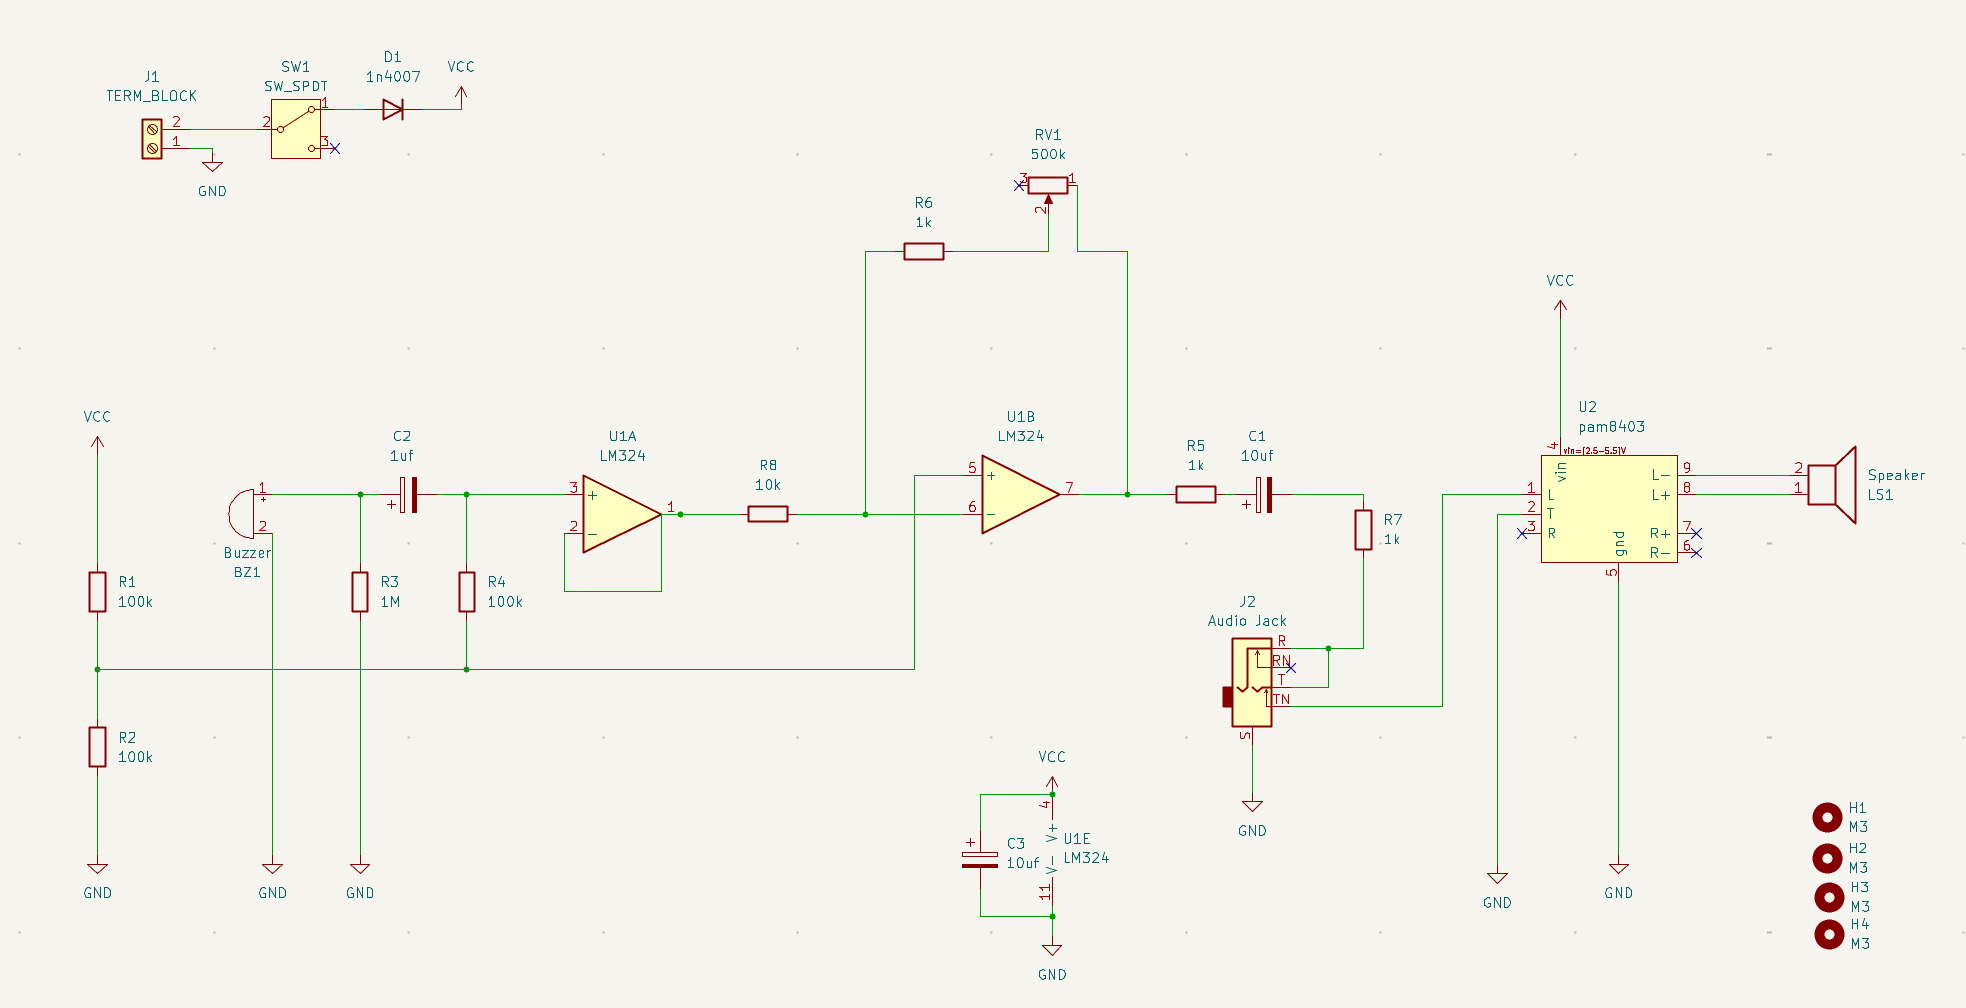 J1
TERM_BLOCK
2
1
GND
SW1
SW_SPDT
2
1
3
D1
1n4007
VCC
RV1
500k
3
1
2
R6
1k
VCC
R1
100k
R2
100k
GND
1
+
2
Buzzer
BZ1
GND
C2
1uf
+
R3
1M
GND
R4
100k
U1A
LM324
3
+
2
−
1
R8
10k
U1B
LM324
5
+
6
−
7
R5
1k
C1
10uf
+
R7
1k
J2
Audio Jack
R
RN
T
TN
S
GND
VCC
4
V+
U1E
LM324
V-
11
+
C3
10uf
GND
VCC
U2
pam8403
4
vin=[2.5-5.5]V
vin
1
L
2
T
3
R
L-
9
L+
8
R+
7
R-
6
gnd
5
GND
GND
2
1
Speaker
LS1
H1
M3
H2
M3
H3
M3
H4
M3